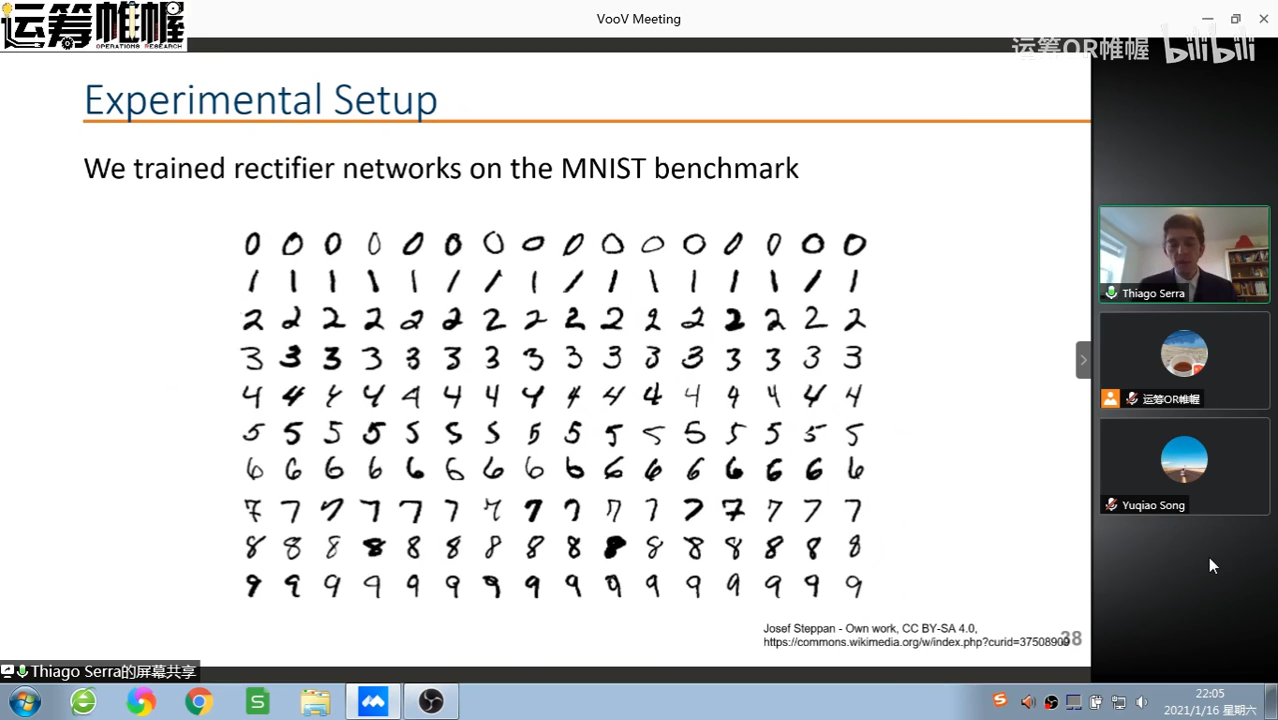 运筹帷幄
OPERATIONS RESEARCH
VooV Meeting
运筹OR帷幄 bilibili
Experimental Setup
We trained rectifier networks on the MNIST benchmark
0 0 0 0 0 0 0 0 0 0 0 0 0 0 0 0
1 1 1 1 1 1 1 1 1 1 1 1 1 1 1 1
2 2 2 2 2 2 2 2 2 2 2 2 2 2 2 2
3 3 3 3 3 3 3 3 3 3 3 3 3 3 3 3
4 4 4 4 4 4 4 4 4 4 4 4 4 4 4 4
5 5 5 5 5 5 5 5 5 5 5 5 5 5 5 5
6 6 6 6 6 6 6 6 6 6 6 6 6 6 6 6
7 7 7 7 7 7 7 7 7 7 7 7 7 7 7 7
8 8 8 8 8 8 8 8 8 8 8 8 8 8 8 8
9 9 9 9 9 9 9 9 9 9 9 9 9 9 9 9
Josef Steppan - Own work, CC BY-SA 4.0,
https://commons.wikimedia.org/w/index.php?curid=37508909
38
Thiago Serra
运筹OR帷幄
Yuqiao Song
Thiago Serra的屏幕共享
22:05
2021/1/16 星期六